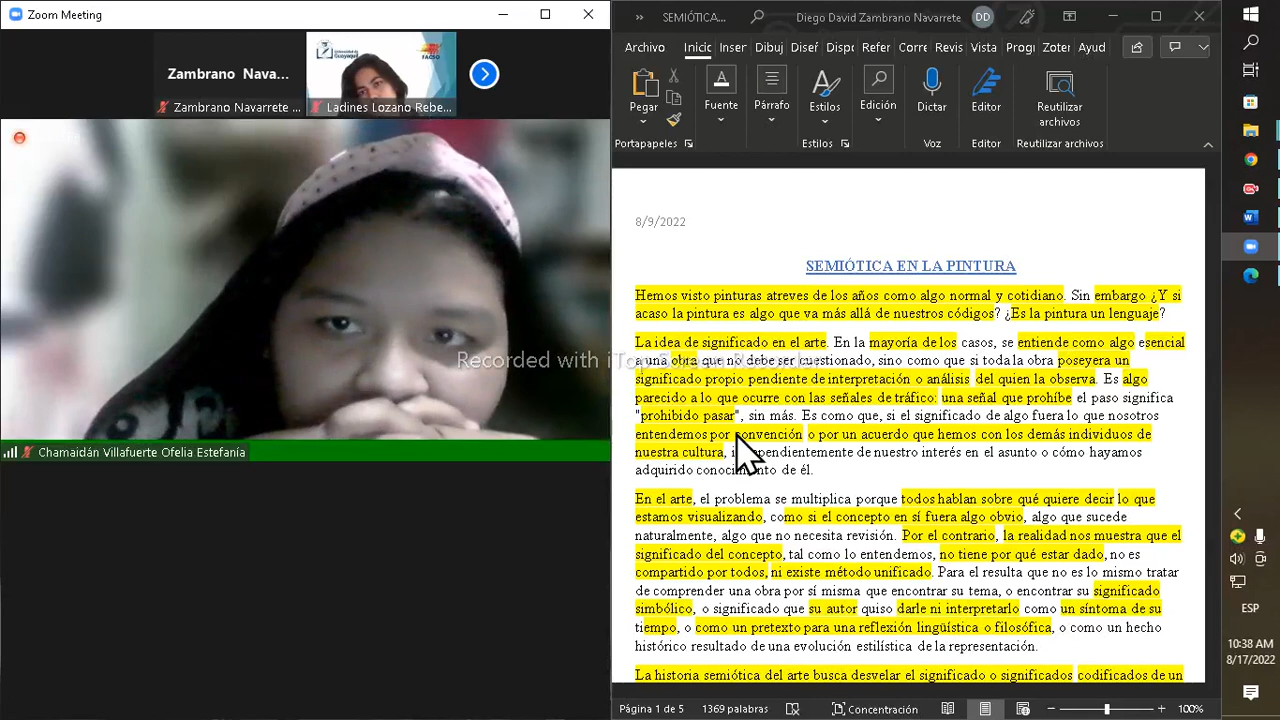 Zoom Meeting
Zambrano Nava...
Zambrano Navarrete ...
Universidad de Guayaquil
FACSO
Ladines Lozano Rebe...
Chamaidán Villafuerte Ofelia Estefanía
Recorded with iTop Screen Recorder
SEMIÓTICA...
Diego David Zambrano Navarrete
DD
Archivo Inicic Inser Dibuj Diseř Dispo Refer Corre Revis Vista Progi Zoter Ayud
Pegar
Fuente
Párrafo
Estilos
Edición
Dictar
Editor
Reutilizar archivos
Portapapeles
Estilos
Voz
Editor
Reutilizar archivos
8/9/2022
SEMIÓTICA EN LA PINTURA
Hemos visto pinturas atreves de los años como algo normal y cotidiano. Sin embargo ¿Y si
acaso la pintura es algo que va más allá de nuestros códigos? ¿Es la pintura un lenguaje?
La idea de significado en el arte. En la mayoría de los casos, se entiende como algo esencial
a una obra que no debe ser cuestionado, sino como que si toda la obra poseyera un
significado propio pendiente de interpretación o análisis del quien la observa. Es algo
parecido a lo que ocurre con las señales de tráfico: una señal que prohíbe el paso significa
"prohibido pasar", sin más. Es como que, si el significado de algo fuera lo que nosotros
entendemos por convención o por un acuerdo que hemos con los demás individuos de
nuestra cultura, independientemente de nuestro interés en el asunto o cómo hayamos
adquirido conocimiento de él.
En el arte, el problema se multiplica porque todos hablan sobre qué quiere decir lo que
estamos visualizando, como si el concepto en sí fuera algo obvio, algo que sucede
naturalmente, algo que no necesita revisión. Por el contrario, la realidad nos muestra que el
significado del concepto, tal como lo entendemos, no tiene por qué estar dado, no es
compartido por todos, ni existe método unificado. Para el resulta que no es lo mismo tratar
de comprender una obra por sí misma que encontrar su tema, o encontrar su significado
simbólico, o significado que su autor quiso darle ni interpretarlo como un síntoma de su
tiempo, o como un pretexto para una reflexión lingüística o filosófica, o como un hecho
histórico resultado de una evolución estilística de la representación.
La historia semiótica del arte busca desvelar el significado o significados codificados de un
Página 1 de 5
1369 palabras
Concentración
100%
ESP
10:38 AM
8/17/2022